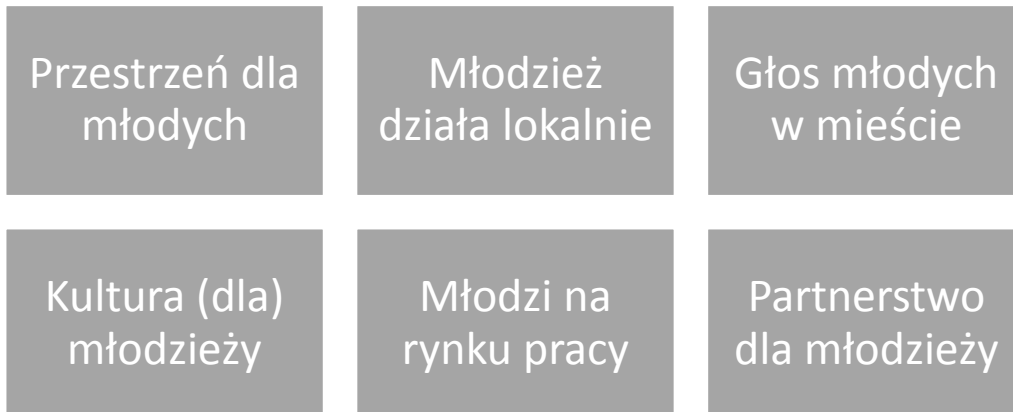 Przestrzeń dla
młodych
Młodzież
działa lokalnie
Głos młodych
w mieście
Kultura (dla)
młodzieży
Młodzi na
rynku pracy
Partnerstwo
dla młodzieży